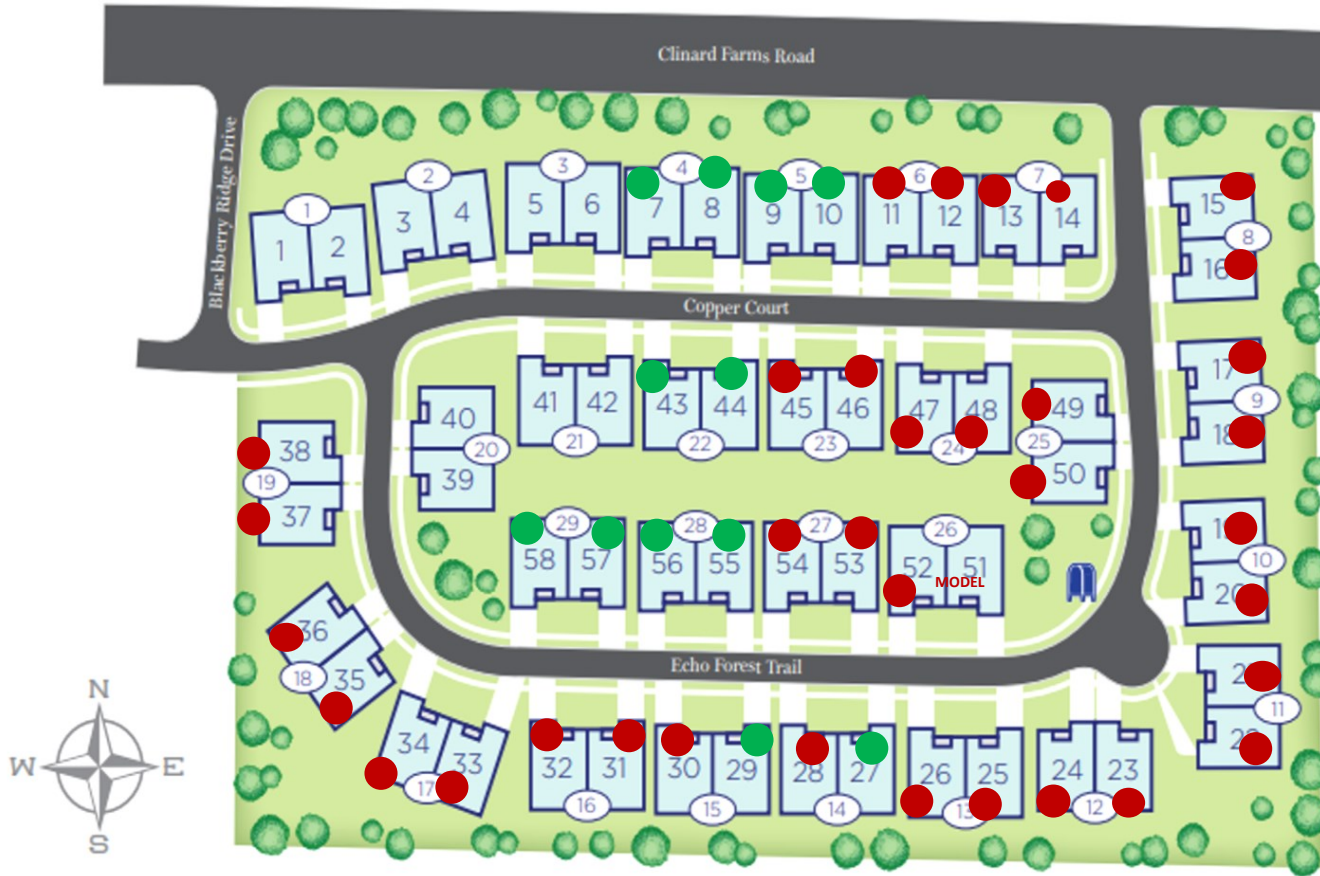 Clinard Farms Road
Blackberry Ridge Drive
1 2 3 4 5 6 7
1 2 3 4 5 6 7 8 9 10 11 12 13 14
15
8
16
Copper Court
17
9
18
41 42 43 44 45 46 47 48
21 22 23 24
49
25
50
40
20
39
38
19
37
10
29 28 27 26
58 57 56 55 54 53 52 51
MODEL
36
18
35
Echo Forest Trail
11
34 33
17
32 31 30 29 28 27 26 25 24 23
16 15 14 13 12
N
W E
S